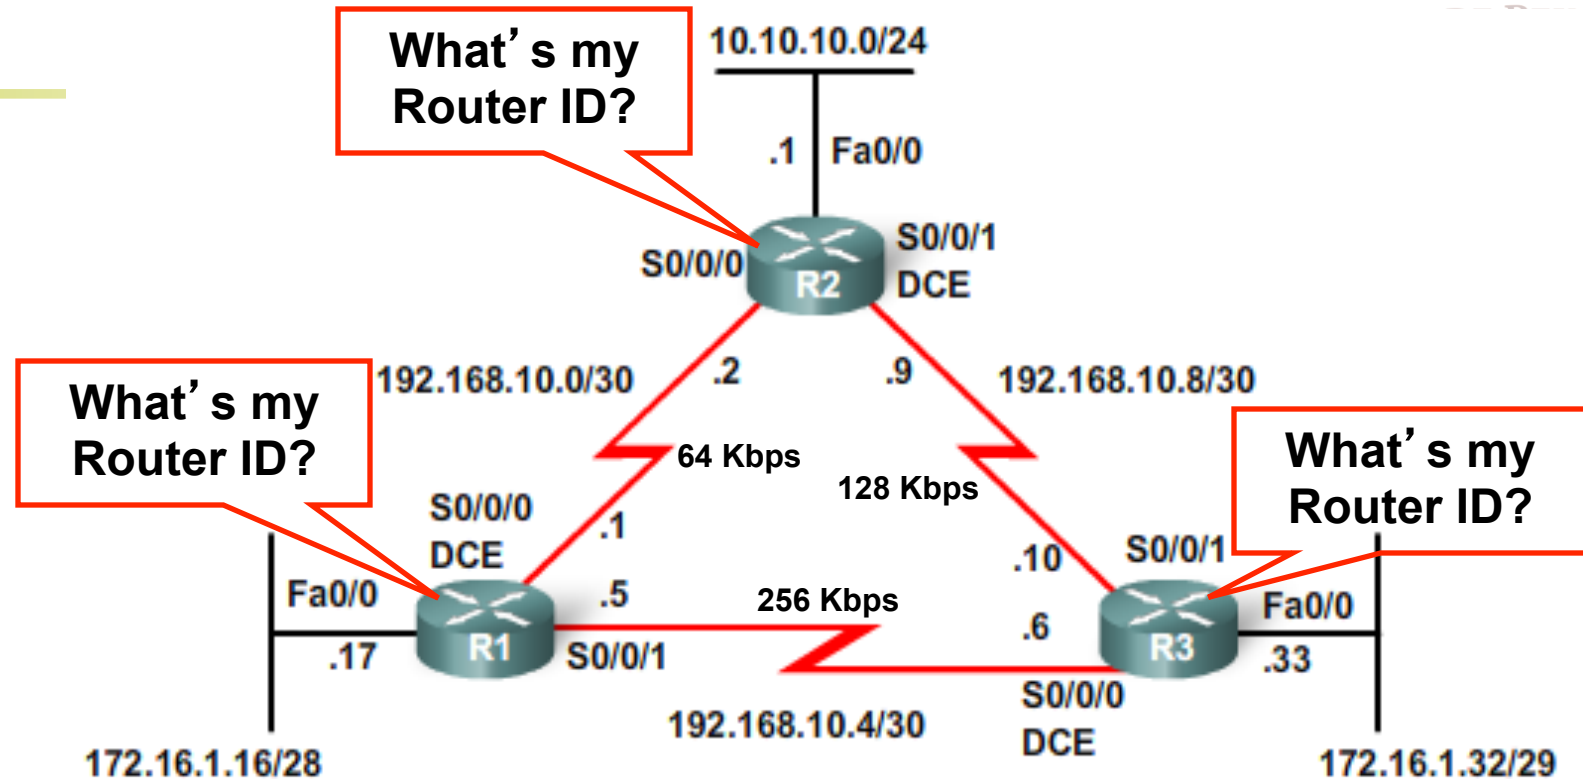 What’s my
Router ID?
10.10.10.0/24
.1
Fa0/0
S0/0/0
R2
S0/0/1
DCE
192.168.10.0/30
.2
.9
192.168.10.8/30
What’s my
Router ID?
64 Kbps
128 Kbps
What’s my
Router ID?
S0/0/0
DCE
.1
.10
S0/0/1
Fa0/0
.17
R1
.5
S0/0/1
256 Kbps
.6
R3
Fa0/0
.33
S0/0/0
DCE
192.168.10.4/30
172.16.1.16/28
172.16.1.32/29